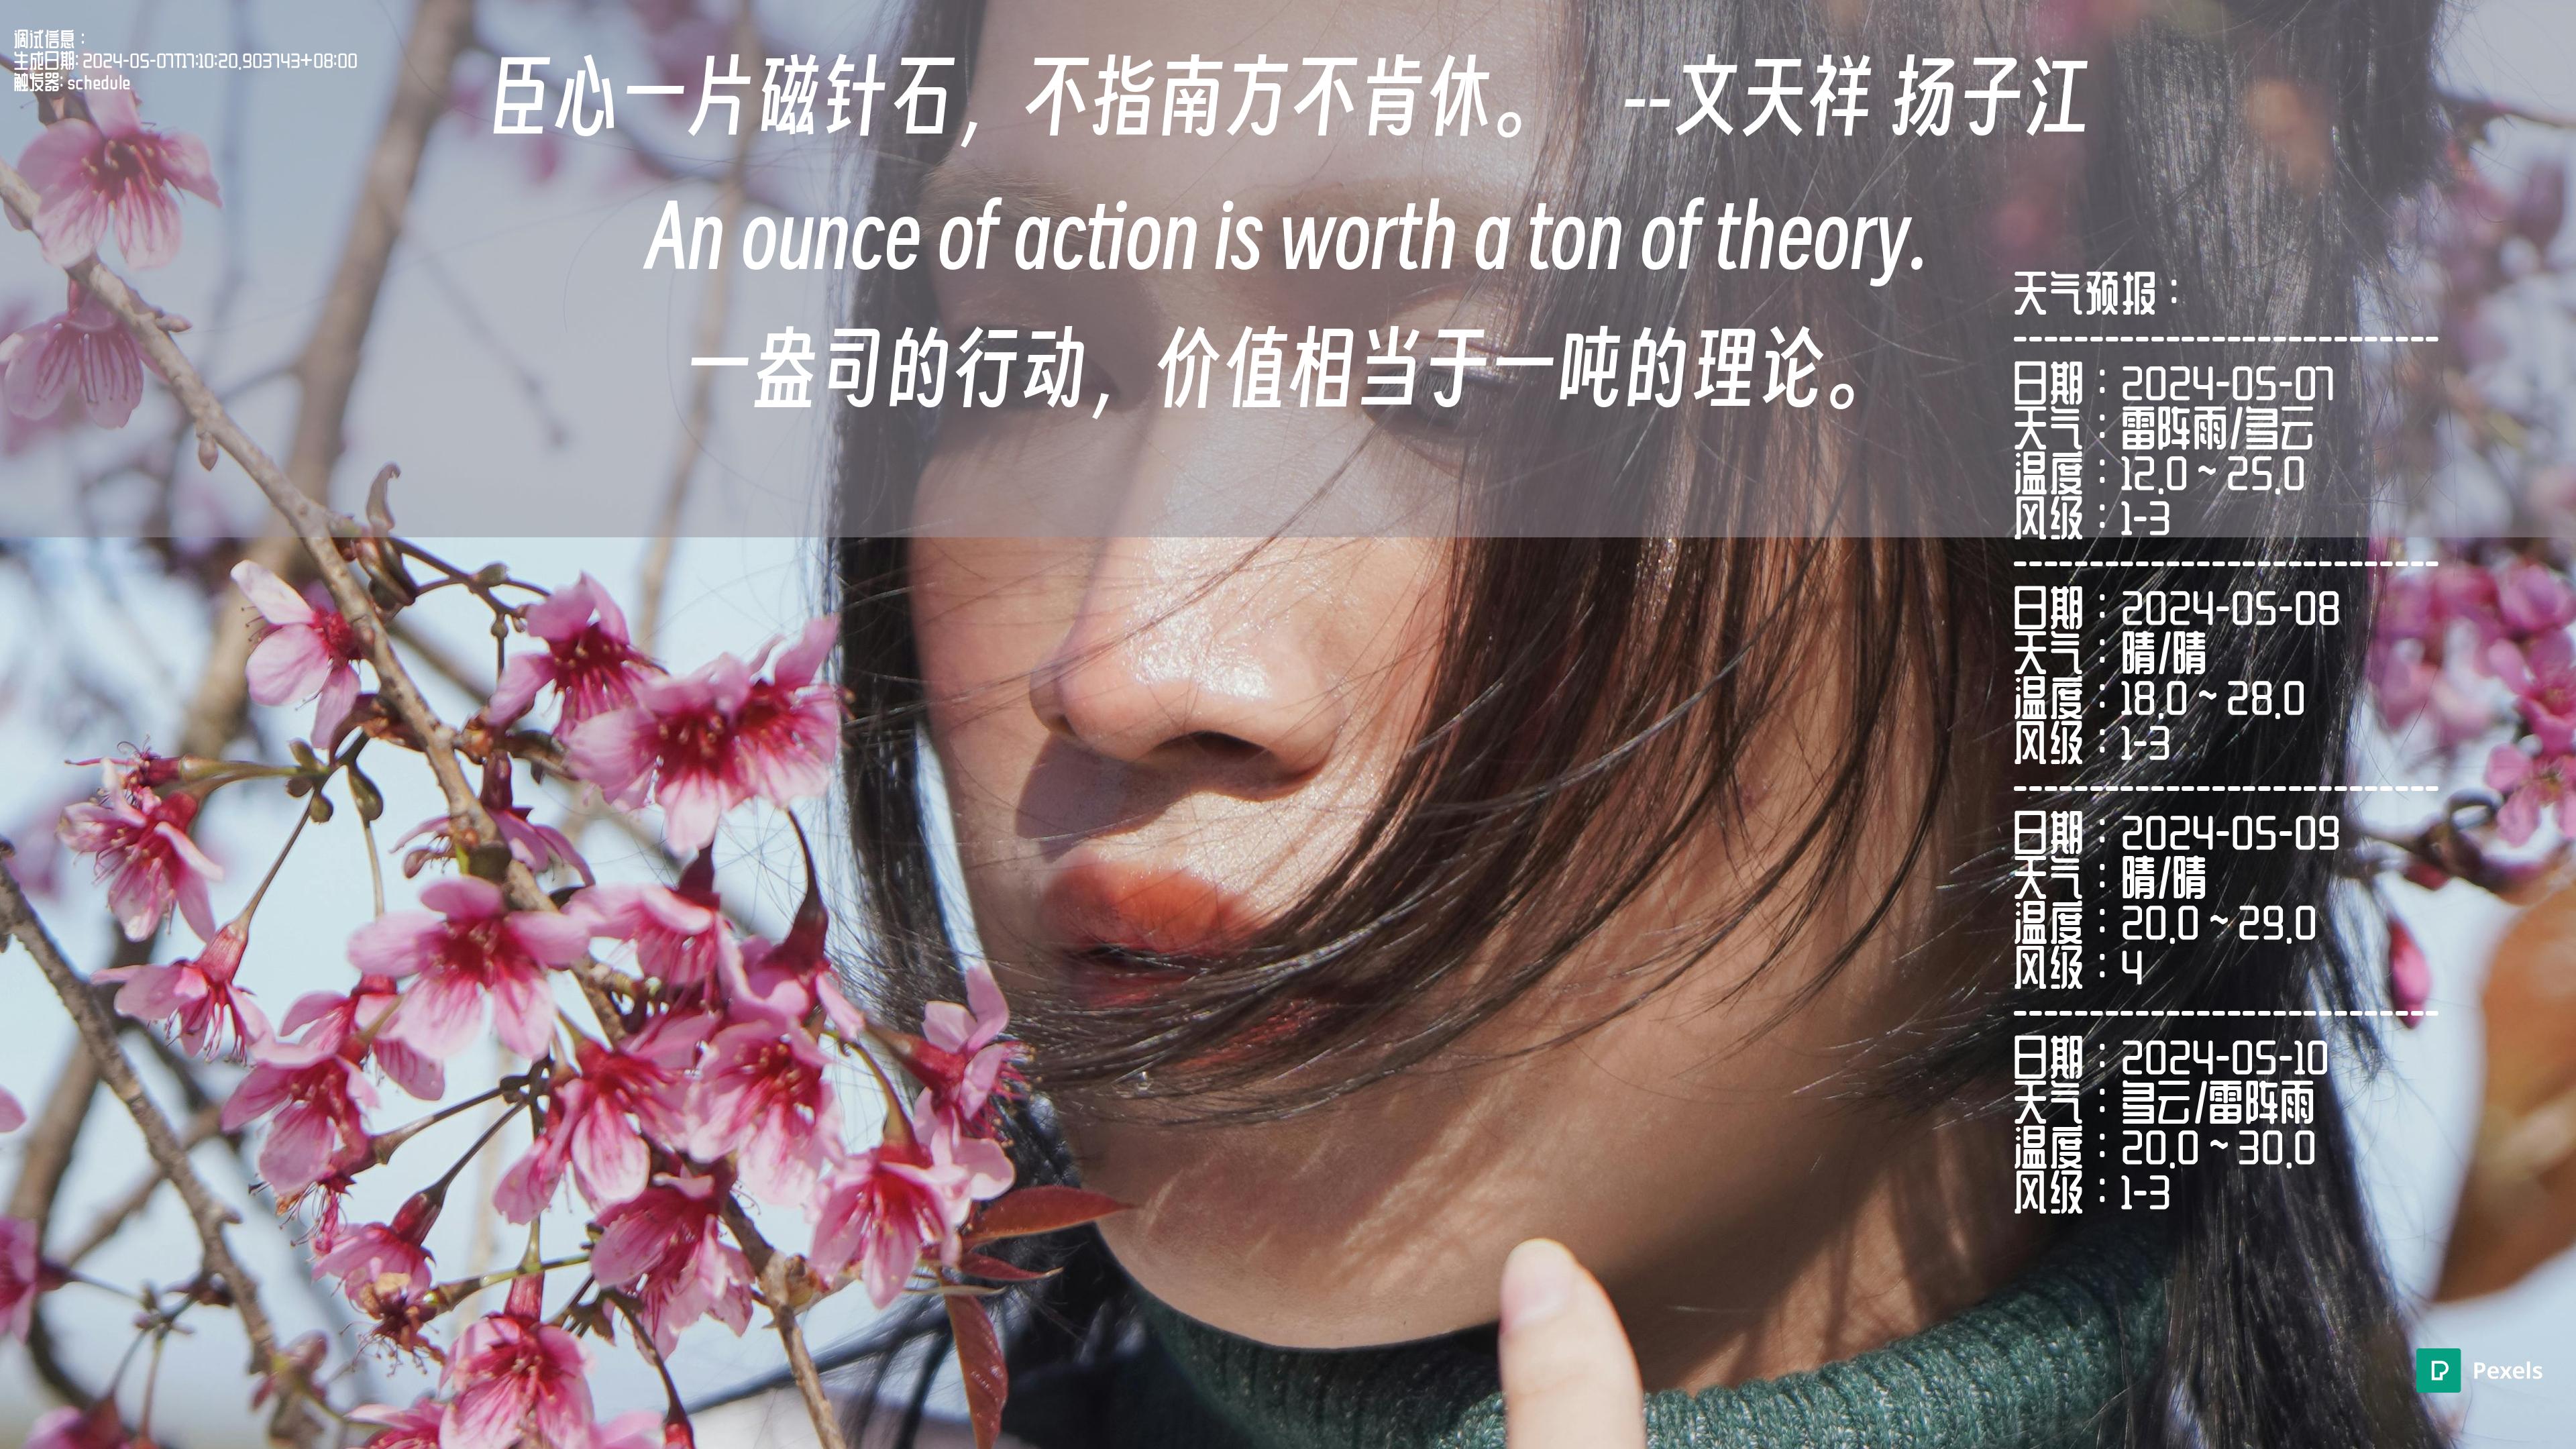 调试信息：
生成日期: 2024-05-07T17:10:20.903743+08:00
触发器: schedule
臣心一片磁针石，不指南方不肯休。 --文天祥 扬子江
An ounce of action is worth a ton of theory.
一盎司的行动，价值相当于一吨的理论。
天气预报：
----------------------------
日期：2024-05-07
天气：雷阵雨/多云
温度：12.0 ~ 25.0
风级：1-3
----------------------------
日期：2024-05-08
天气：晴/晴
温度：18.0 ~ 28.0
风级：1-3
----------------------------
日期：2024-05-09
天气：晴/晴
温度：20.0 ~ 29.0
风级：4
----------------------------
日期：2024-05-10
天气：多云/雷阵雨
温度：20.0 ~ 30.0
风级：1-3
Pexels